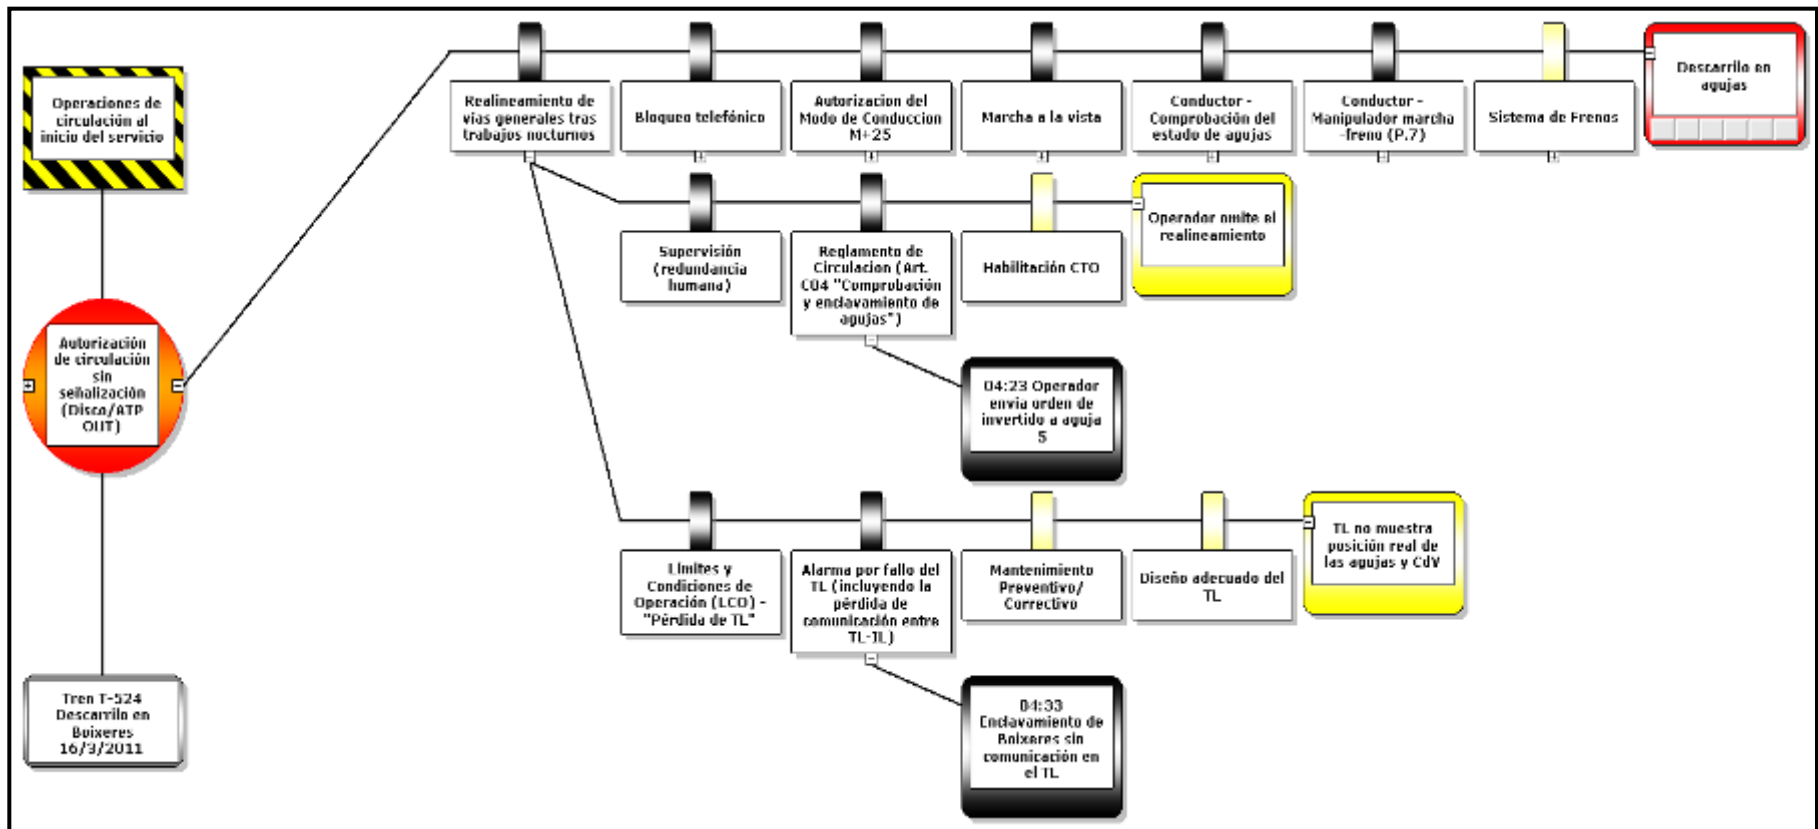 Operaciones de
circulación al
inicio del servicio
Autorización
de circulación
sin
señalización
(Disco/ATP
OUT)
Tren T-524
Descarrilo en
Boixeres
16/3/2011
Realineamiento de
vias generales tras
trabajos nocturnos
Bloqueo telefónico
Autorizacion del
Modo de Conduccion
M+25
Marcha a la vista
Conductor -
Comprobación del
estado de agujas
Conductor -
Manipulador marcha
-freno (P.7)
Sistema de Frenos
Descarrilo en
agujas
Supervisión
(redundancia
humana)
Reglamento de
Circulacion (Art.
C04 "Comprobación
y enclavamiento de
agujas")
Habilitación CTO
Operador omite el
realineamiento
04:23 Operador
envia orden de
invertido a aguja
5
Límites y
Condiciones de
Operación (LCO) -
"Pérdida de TL"
Alarma por fallo del
TL (incluyendo la
pérdida de
comunicación entre
TL-IL)
Mantenimiento
Preventivo/
Correctivo
Diseño adecuado del
TL
TL no muestra
posición real de
las agujas y CdV
04:33
Enclavamiento de
Boixeres sin
comunicación en
el TL